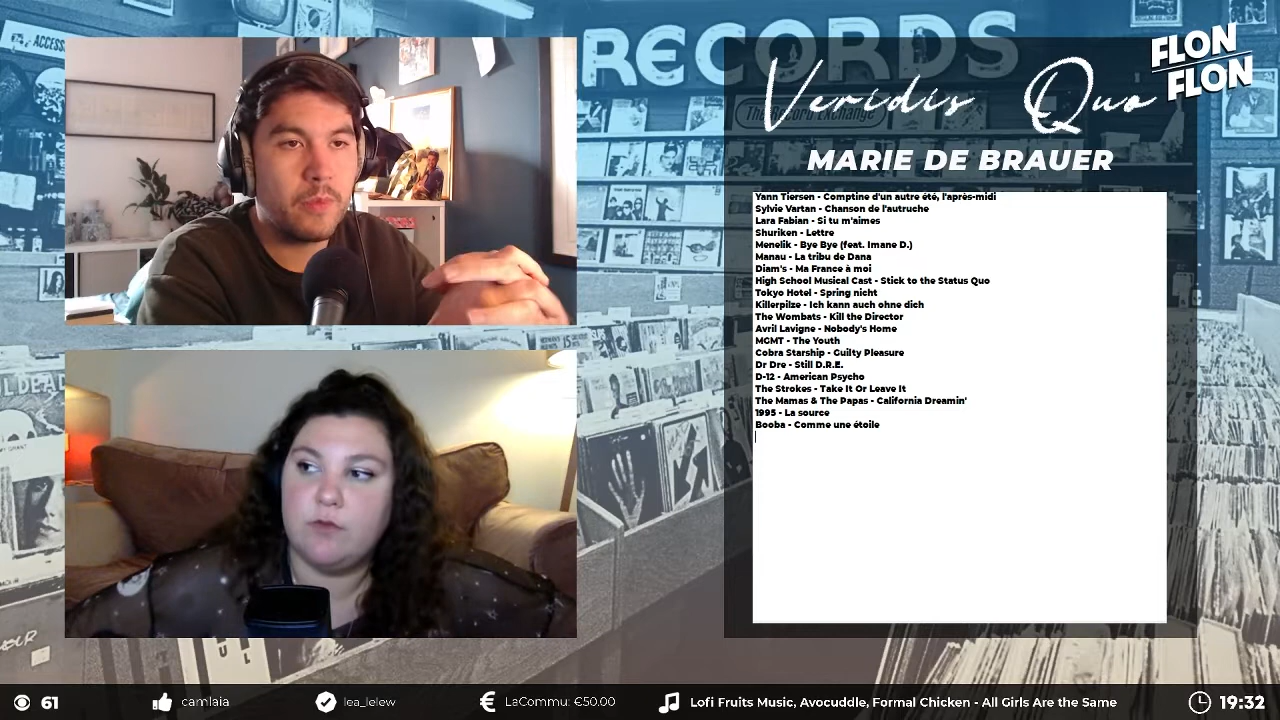 RECORDS
ACCESS
The Record Exchange
Veridis Quo
FLON
FLON
MARIE DE BRAUER
Yann Tiersen - Comptine d'un autre été, l'après-midi
Sylvie Vartan - Chanson de l'autruche
Lara Fabian - Si tu m'aimes
Shuriken - Lettre
Menelik - Bye Bye (feat. Imane D.)
Manau - La tribu de Dana
Diam's - Ma France à moi
High School Musical Cast - Stick to the Status Quo
Tokyo Hotel - Spring nicht
Killerpilze - Ich kann auch ohne dich
The Wombats - Kill the Director
Avril Lavigne - Nobody's Home
MGMT - The Youth
Cobra Starship - Guilty Pleasure
Dr Dre - Still D.R.E.
D-12 - American Psycho
The Strokes - Take It Or Leave It
The Mamas & The Papas - California Dreamin'
1995 - La source
Booba - Comme une étoile
61
camilaia
lea_lelew
LaCommu: €50.00
Lofi Fruits Music, Avocuddle, Formal Chicken - All Girls Are the Same
19:32